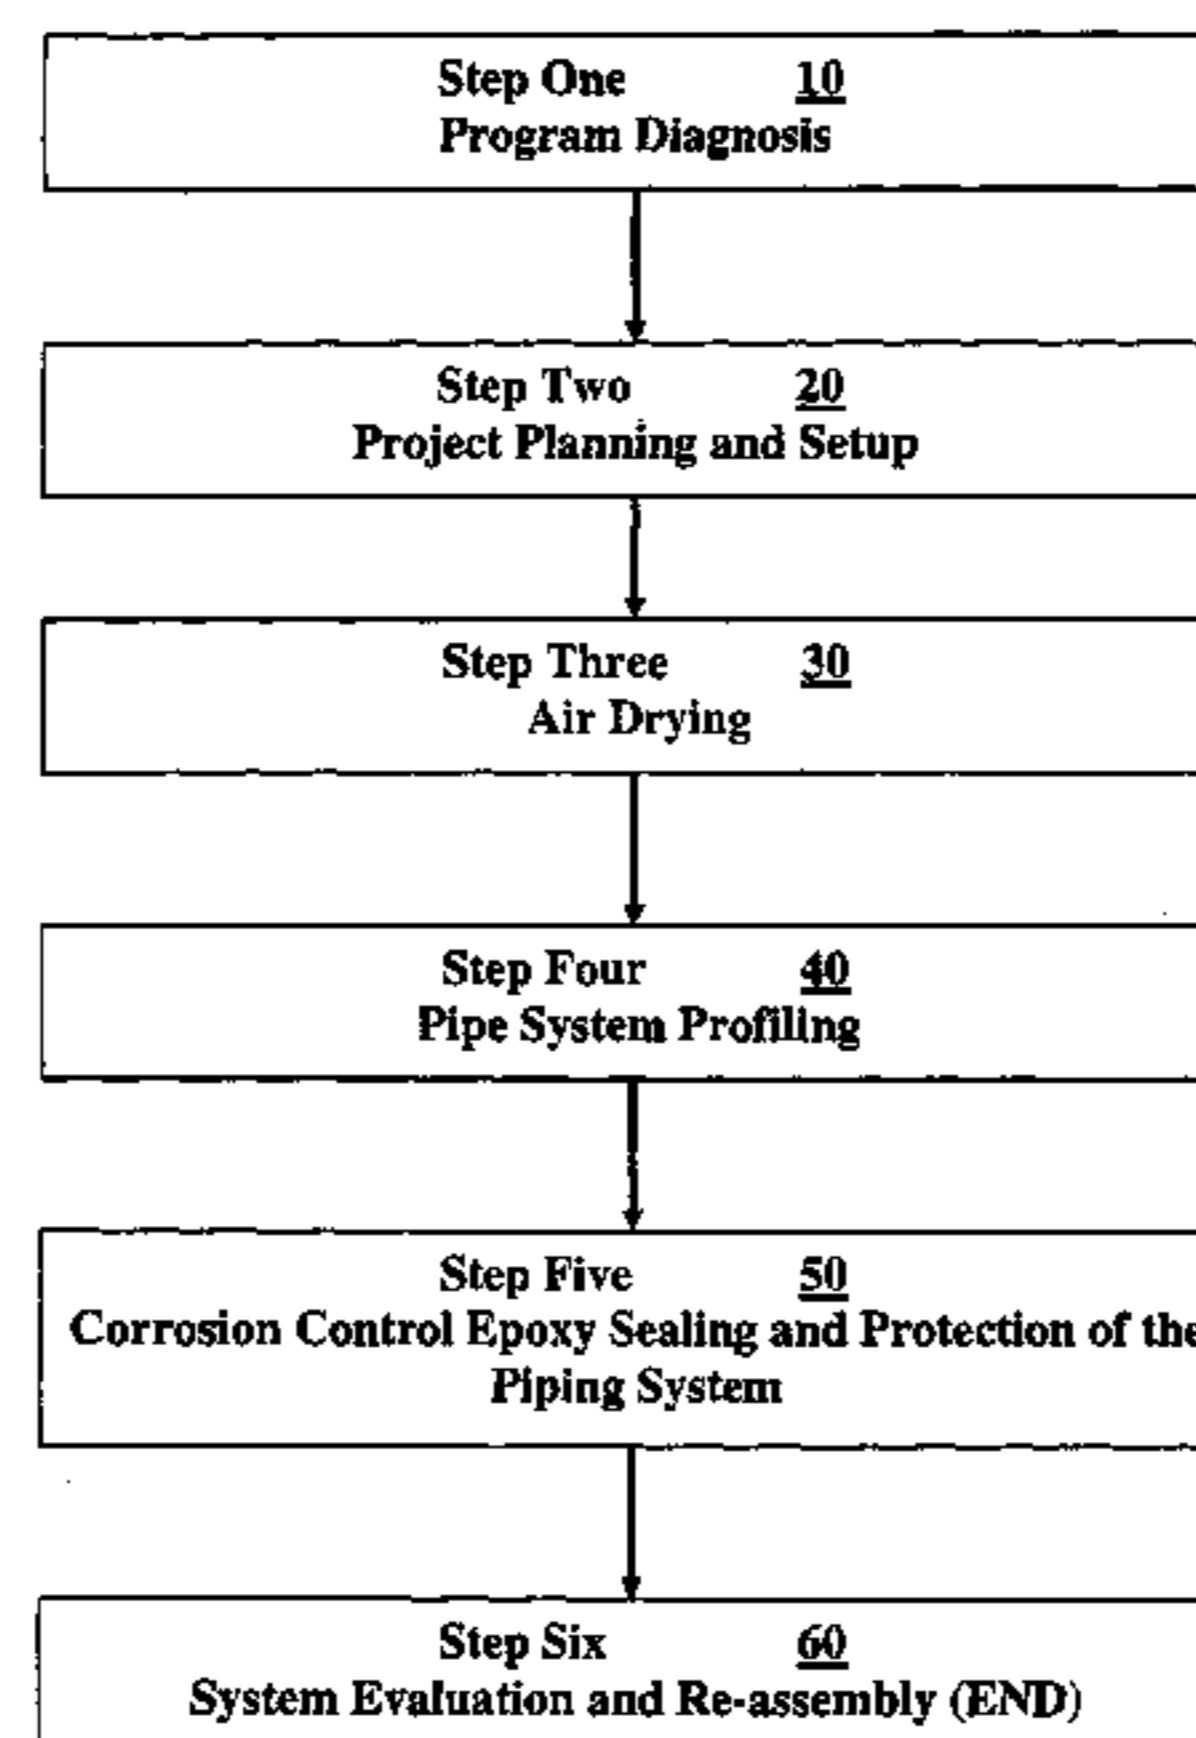 Step One 10
Program Diagnosis
Step Two 20
Project Planning and Setup
Step Three 30
Air Drying
Step Four 40
Pipe System Profiling
Step Five 50
Corrosion Control Epoxy Sealing and Protection of the
Piping System
Step Six 60
System Evaluation and Re-assembly (END)